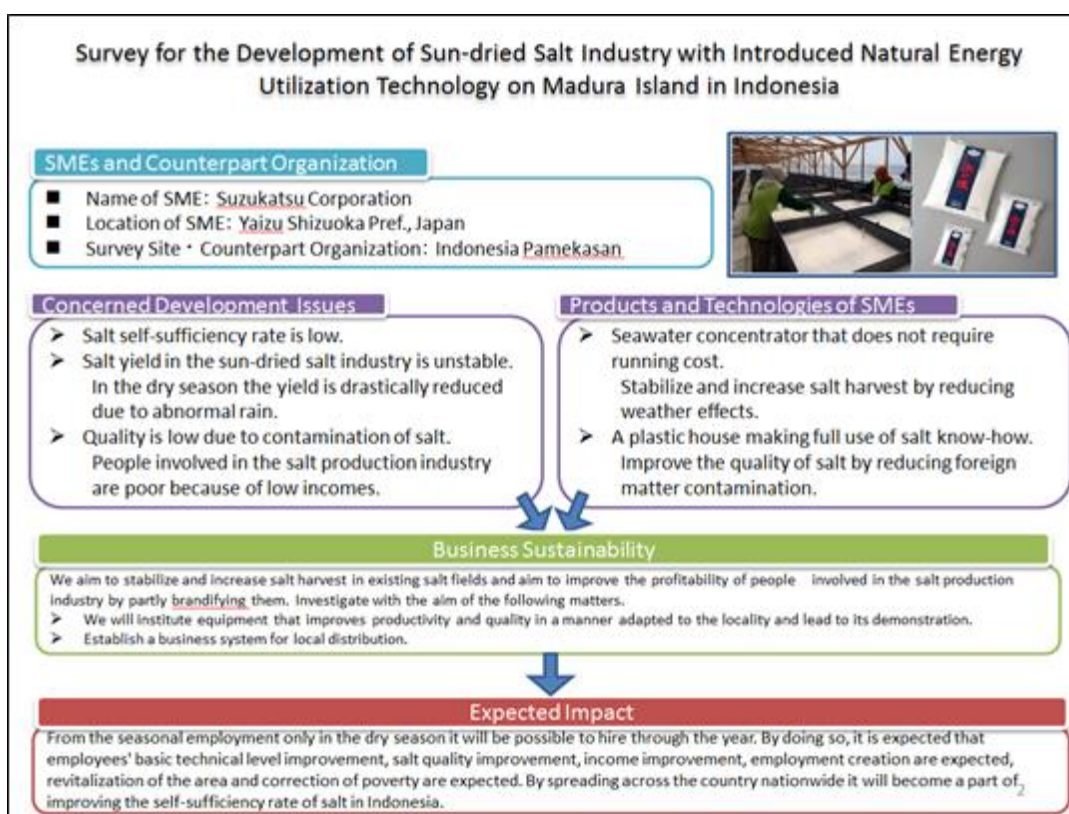 Survey for the Development of Sun-dried Salt Industry with Introduced Natural Energy
Utilization Technology on Madura Island in Indonesia
SMEs and Counterpart Organization
■ Name of SME: Suzukatsu Corporation
■ Location of SME: Yaizu Shizuoka Pref., Japan
■ Survey Site・Counterpart Organization: Indonesia Pamekasan
Concerned Development Issues
➢ Salt self-sufficiency rate is low.
➢ Salt yield in the sun-dried salt industry is unstable.
In the dry season the yield is drastically reduced
due to abnormal rain.
➢ Quality is low due to contamination of salt.
People involved in the salt production industry
are poor because of low incomes.
Products and Technologies of SMEs
➢ Seawater concentrator that does not require
running cost.
Stabilize and increase salt harvest by reducing
weather effects.
➢ A plastic house making full use of salt know-how.
Improve the quality of salt by reducing foreign
matter contamination.
Business Sustainability
We aim to stabilize and increase salt harvest in existing salt fields and aim to improve the profitability of people involved in the salt production
industry by partly brandifying them. Investigate with the aim of the following matters.
➢ We will institute equipment that improves productivity and quality in a manner adapted to the locality and lead to its demonstration.
➢ Establish a business system for local distribution.
Expected Impact
From the seasonal employment only in the dry season it will be possible to hire through the year. By doing so, it is expected that
employees' basic technical level improvement, salt quality improvement, income improvement, employment creation are expected,
revitalization of the area and correction of poverty are expected. By spreading across the country nationwide it will become a part of
improving the self-sufficiency rate of salt in Indonesia.
2